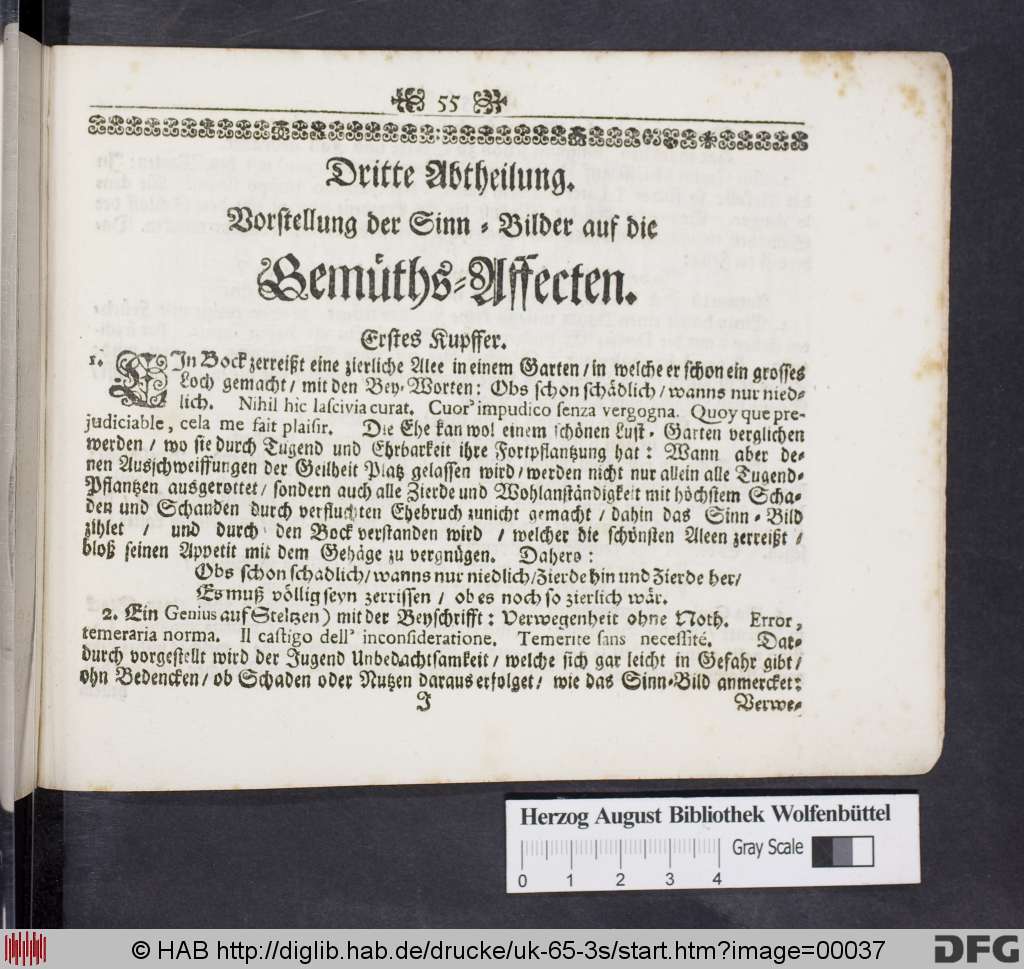 55
Dritte Abtheilung.
Vorstellung der Sinn-Bilder auf die
Gemüths-Affecten.
Erstes Kupffer.
1. EIn Bock zerreißt eine zierliche Alee in einem Garten/ in welche er schon ein grosses
Loch gemacht/ mit den Bey-Worten: Obs schon schädlich/ wanns nur nied-
lich. Nihil hic lascivia curat. Cuor' impudico senza vergogna. Quoy que pre-
judiciable, cela me fait plaisir. Die Ehe kan wol einem schönen Lust-Garten verglichen
werden/ wo sie durch Tugend und Ehrbarkeit ihre Fortpflantzung hat: Wann aber de-
nen Ausschweiffungen der Geilheit Platz gelassen wird/ werden nicht nur allein alle Tugend-
Pflantzen ausgerottet/ sondern auch alle Zierde und Wohlanständigkeit mit höchstem Scha-
den und Schanden durch verfluchten Ehebruch zunicht gemacht/ dahin das Sinn-Bild
zihlet / und durch den Bock verstanden wird / welcher die schönsten Aleen zerreißt /
bloß seinen Appetit mit dem Gehäge zu vergnügen. Dahero:
Obs schon schadlich/ wanns nur niedlich/ Zierde hin und Zierde her/
Es muß völlig seyn zerrissen / ob es noch so zierlich wär.
2. Ein Genius auf Steltzen) mit der Beyschrifft: Verwegenheit ohne Noth. Error,
temeraria norma. Il castigo dell' inconsideratione. Temerite sans necessité. Dar-
durch vorgestellt wird der Jugend Unbedachtsamkeit/ welche sich gar leicht in Gefahr gibt/
ohn Bedencken/ ob Schaden oder Nutzen daraus erfolget/ wie das Sinn-Bild anmercket:
J Verwe-
Herzog August Bibliothek Wolfenbüttel
Gray Scale
0 1 2 3 4
© HAB http://diglib.hab.de/drucke/uk-65-3s/start.htm?image=00037
DFG